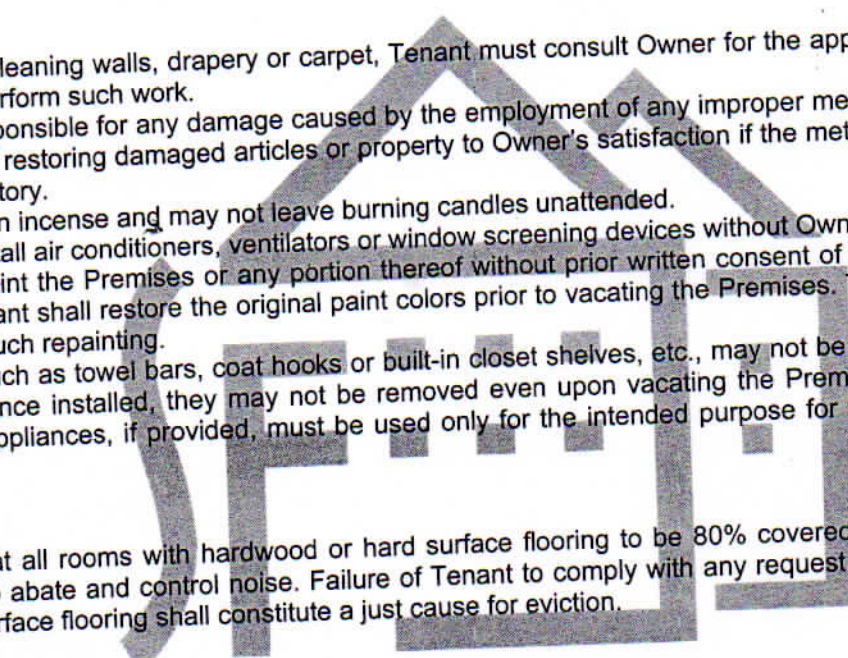 leaning walls, drapery or carpet, Tenant must consult Owner for the app
rform such work.
ponsible for any damage caused by the employment of any improper me
restoring damaged articles or property to Owner's satisfaction if the met
tory.
n incense and may not leave burning candles unattended.
all air conditioners, ventilators or window screening devices without Own
int the Premises or any portion thereof without prior written consent of
ant shall restore the original paint colors prior to vacating the Premises.
uch repainting.
ch as towel bars, coat hooks or built-in closet shelves, etc., may not be
nce installed, they may not be removed even upon vacating the Prem
ppliances, if provided, must be used only for the intended purpose for
at all rooms with hardwood or hard surface flooring to be 80% covered
abate and control noise. Failure of Tenant to comply with any request
rface flooring shall constitute a just cause for eviction.